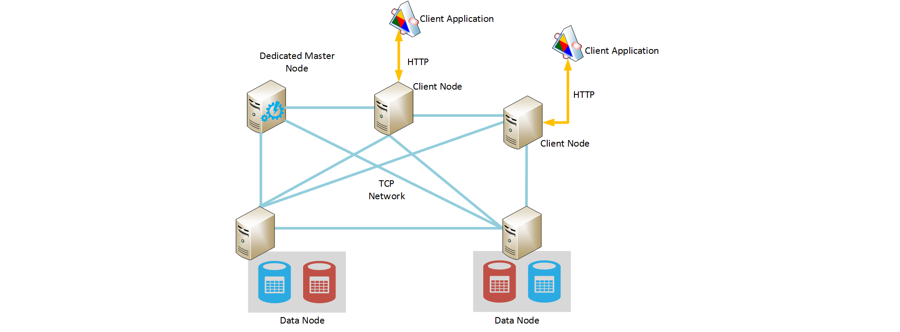 Client Application
Client Application
Dedicated Master
Node
HTTP
Client Node
HTTP
Client Node
TCP
Network
Data Node
Data Node